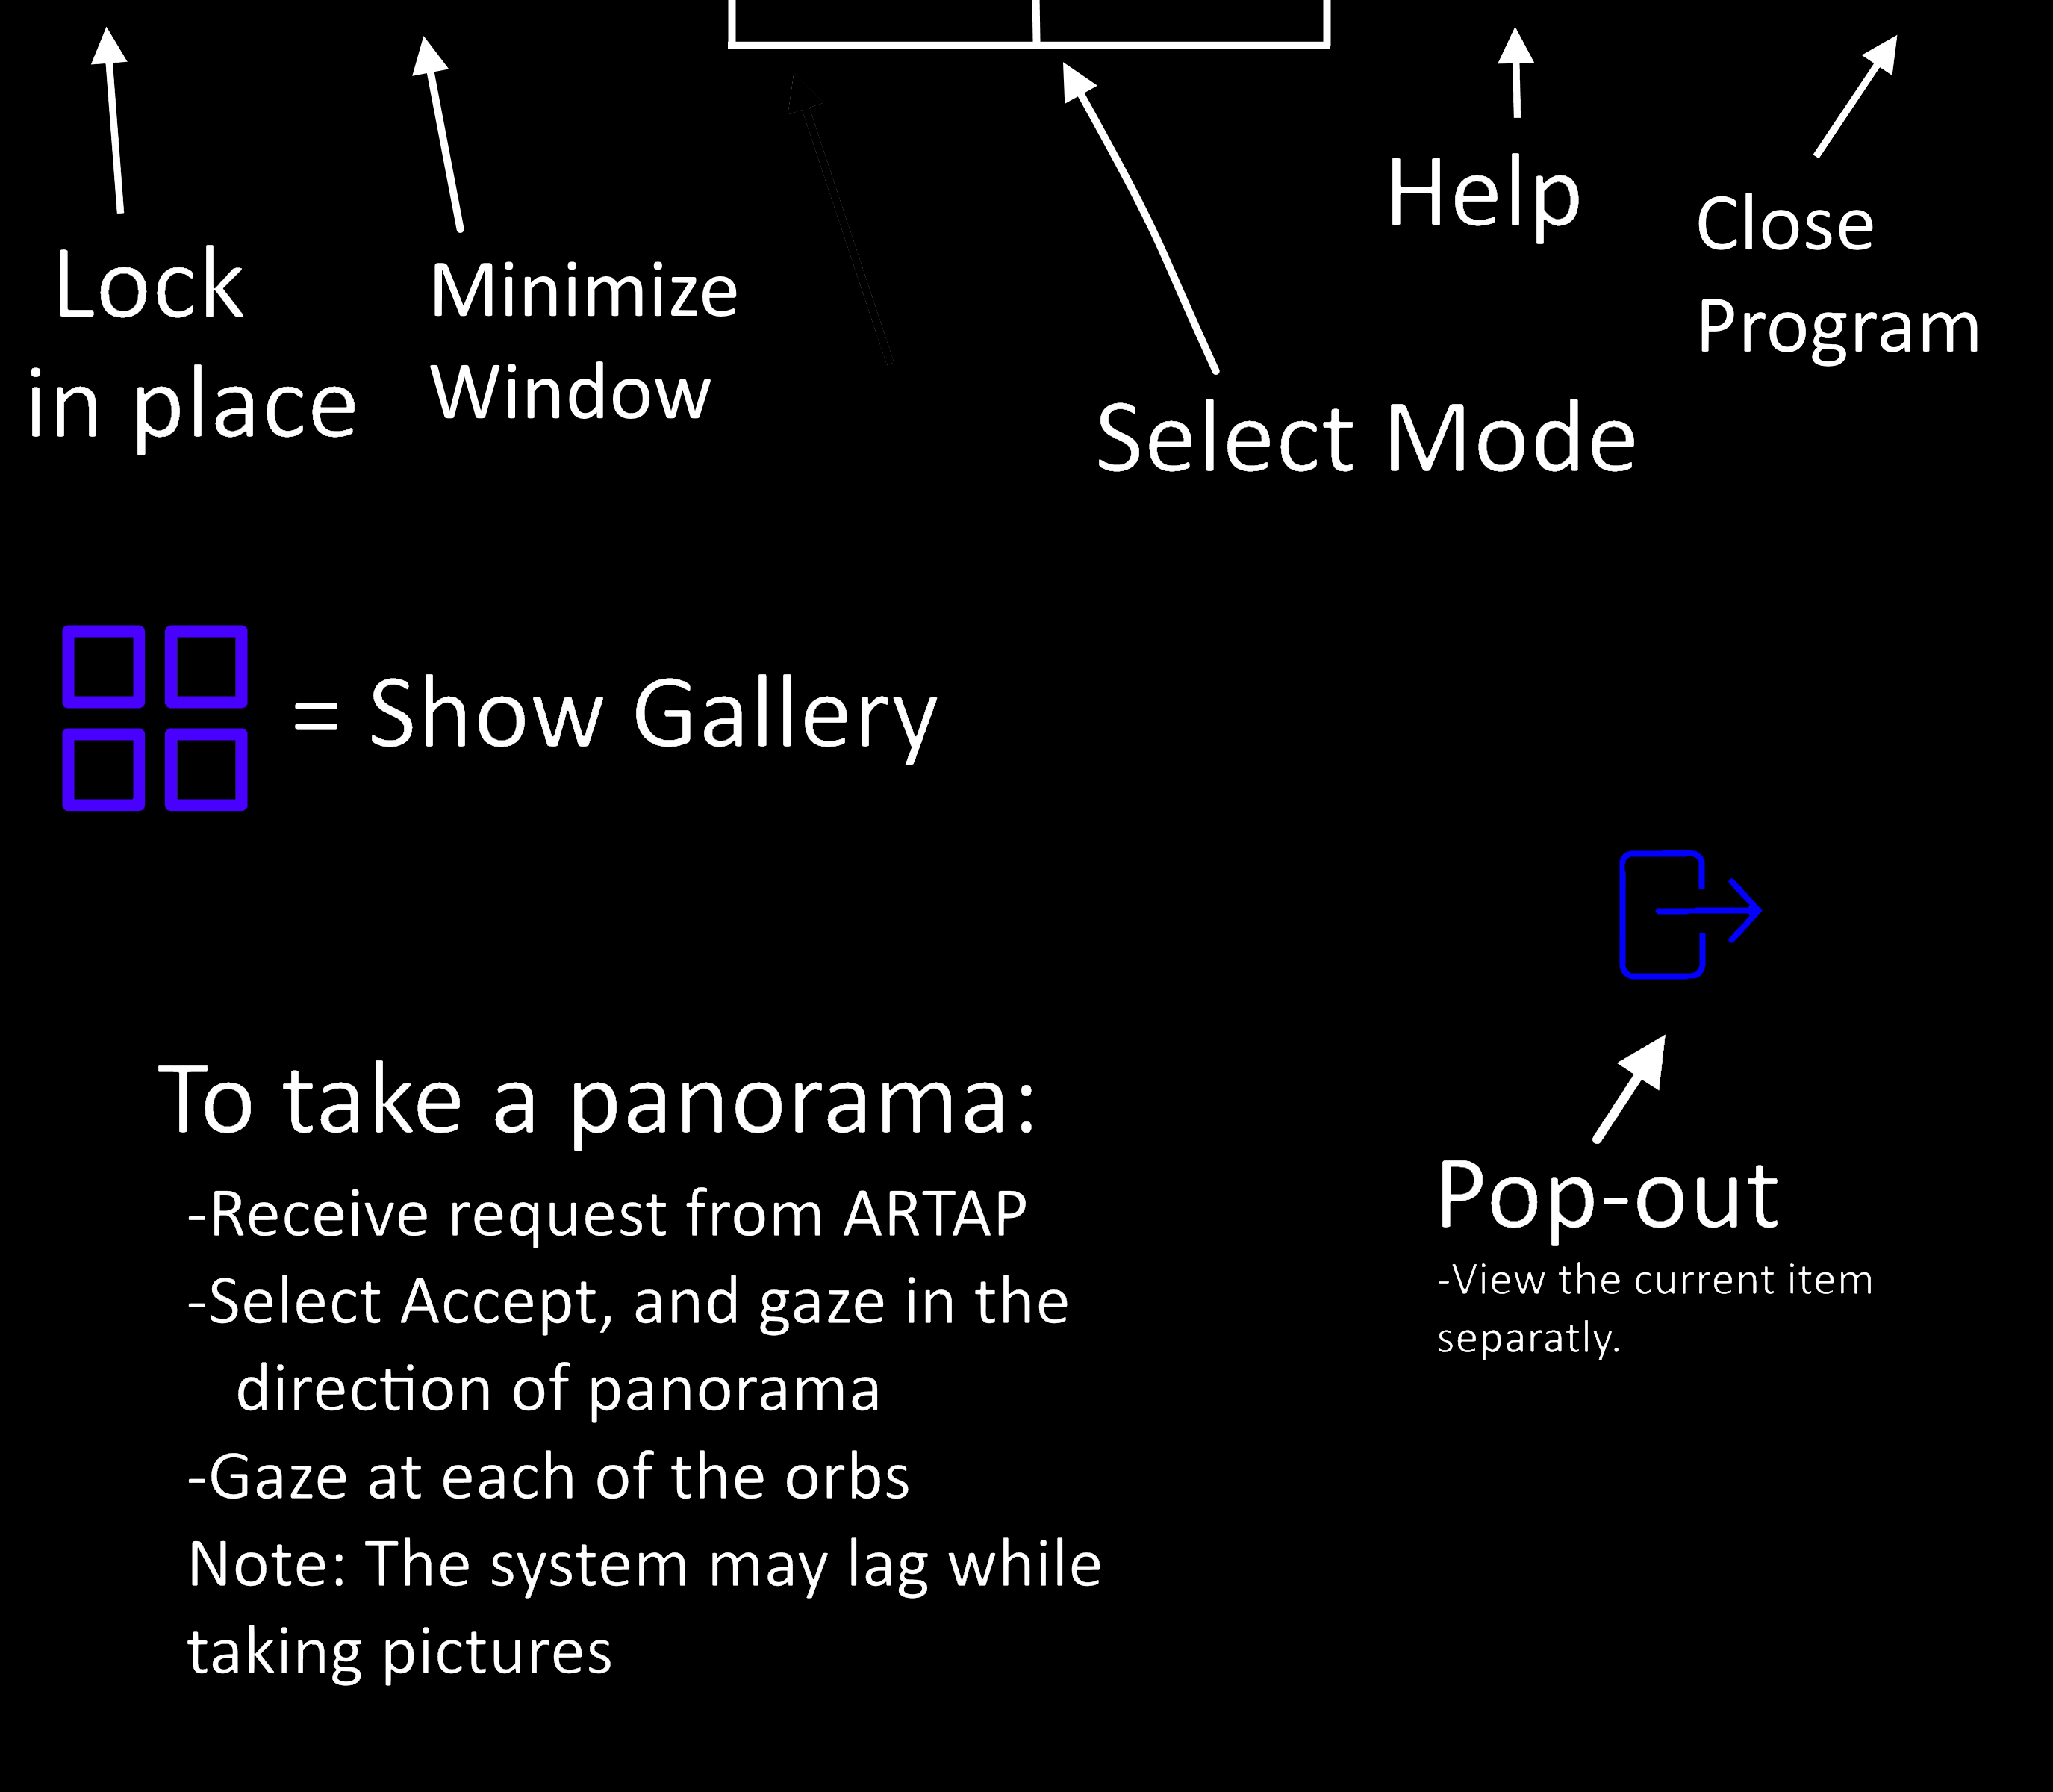 Lock
in place
Minimize
Window
Select Mode
Help
Close
Program
= Show Gallery
To take a panorama:
-Receive request from ARTAP
-Select Accept, and gaze in the
direction of panorama
-Gaze at each of the orbs
Note: The system may lag while
taking pictures
Pop-out
-View the current item
separatly.